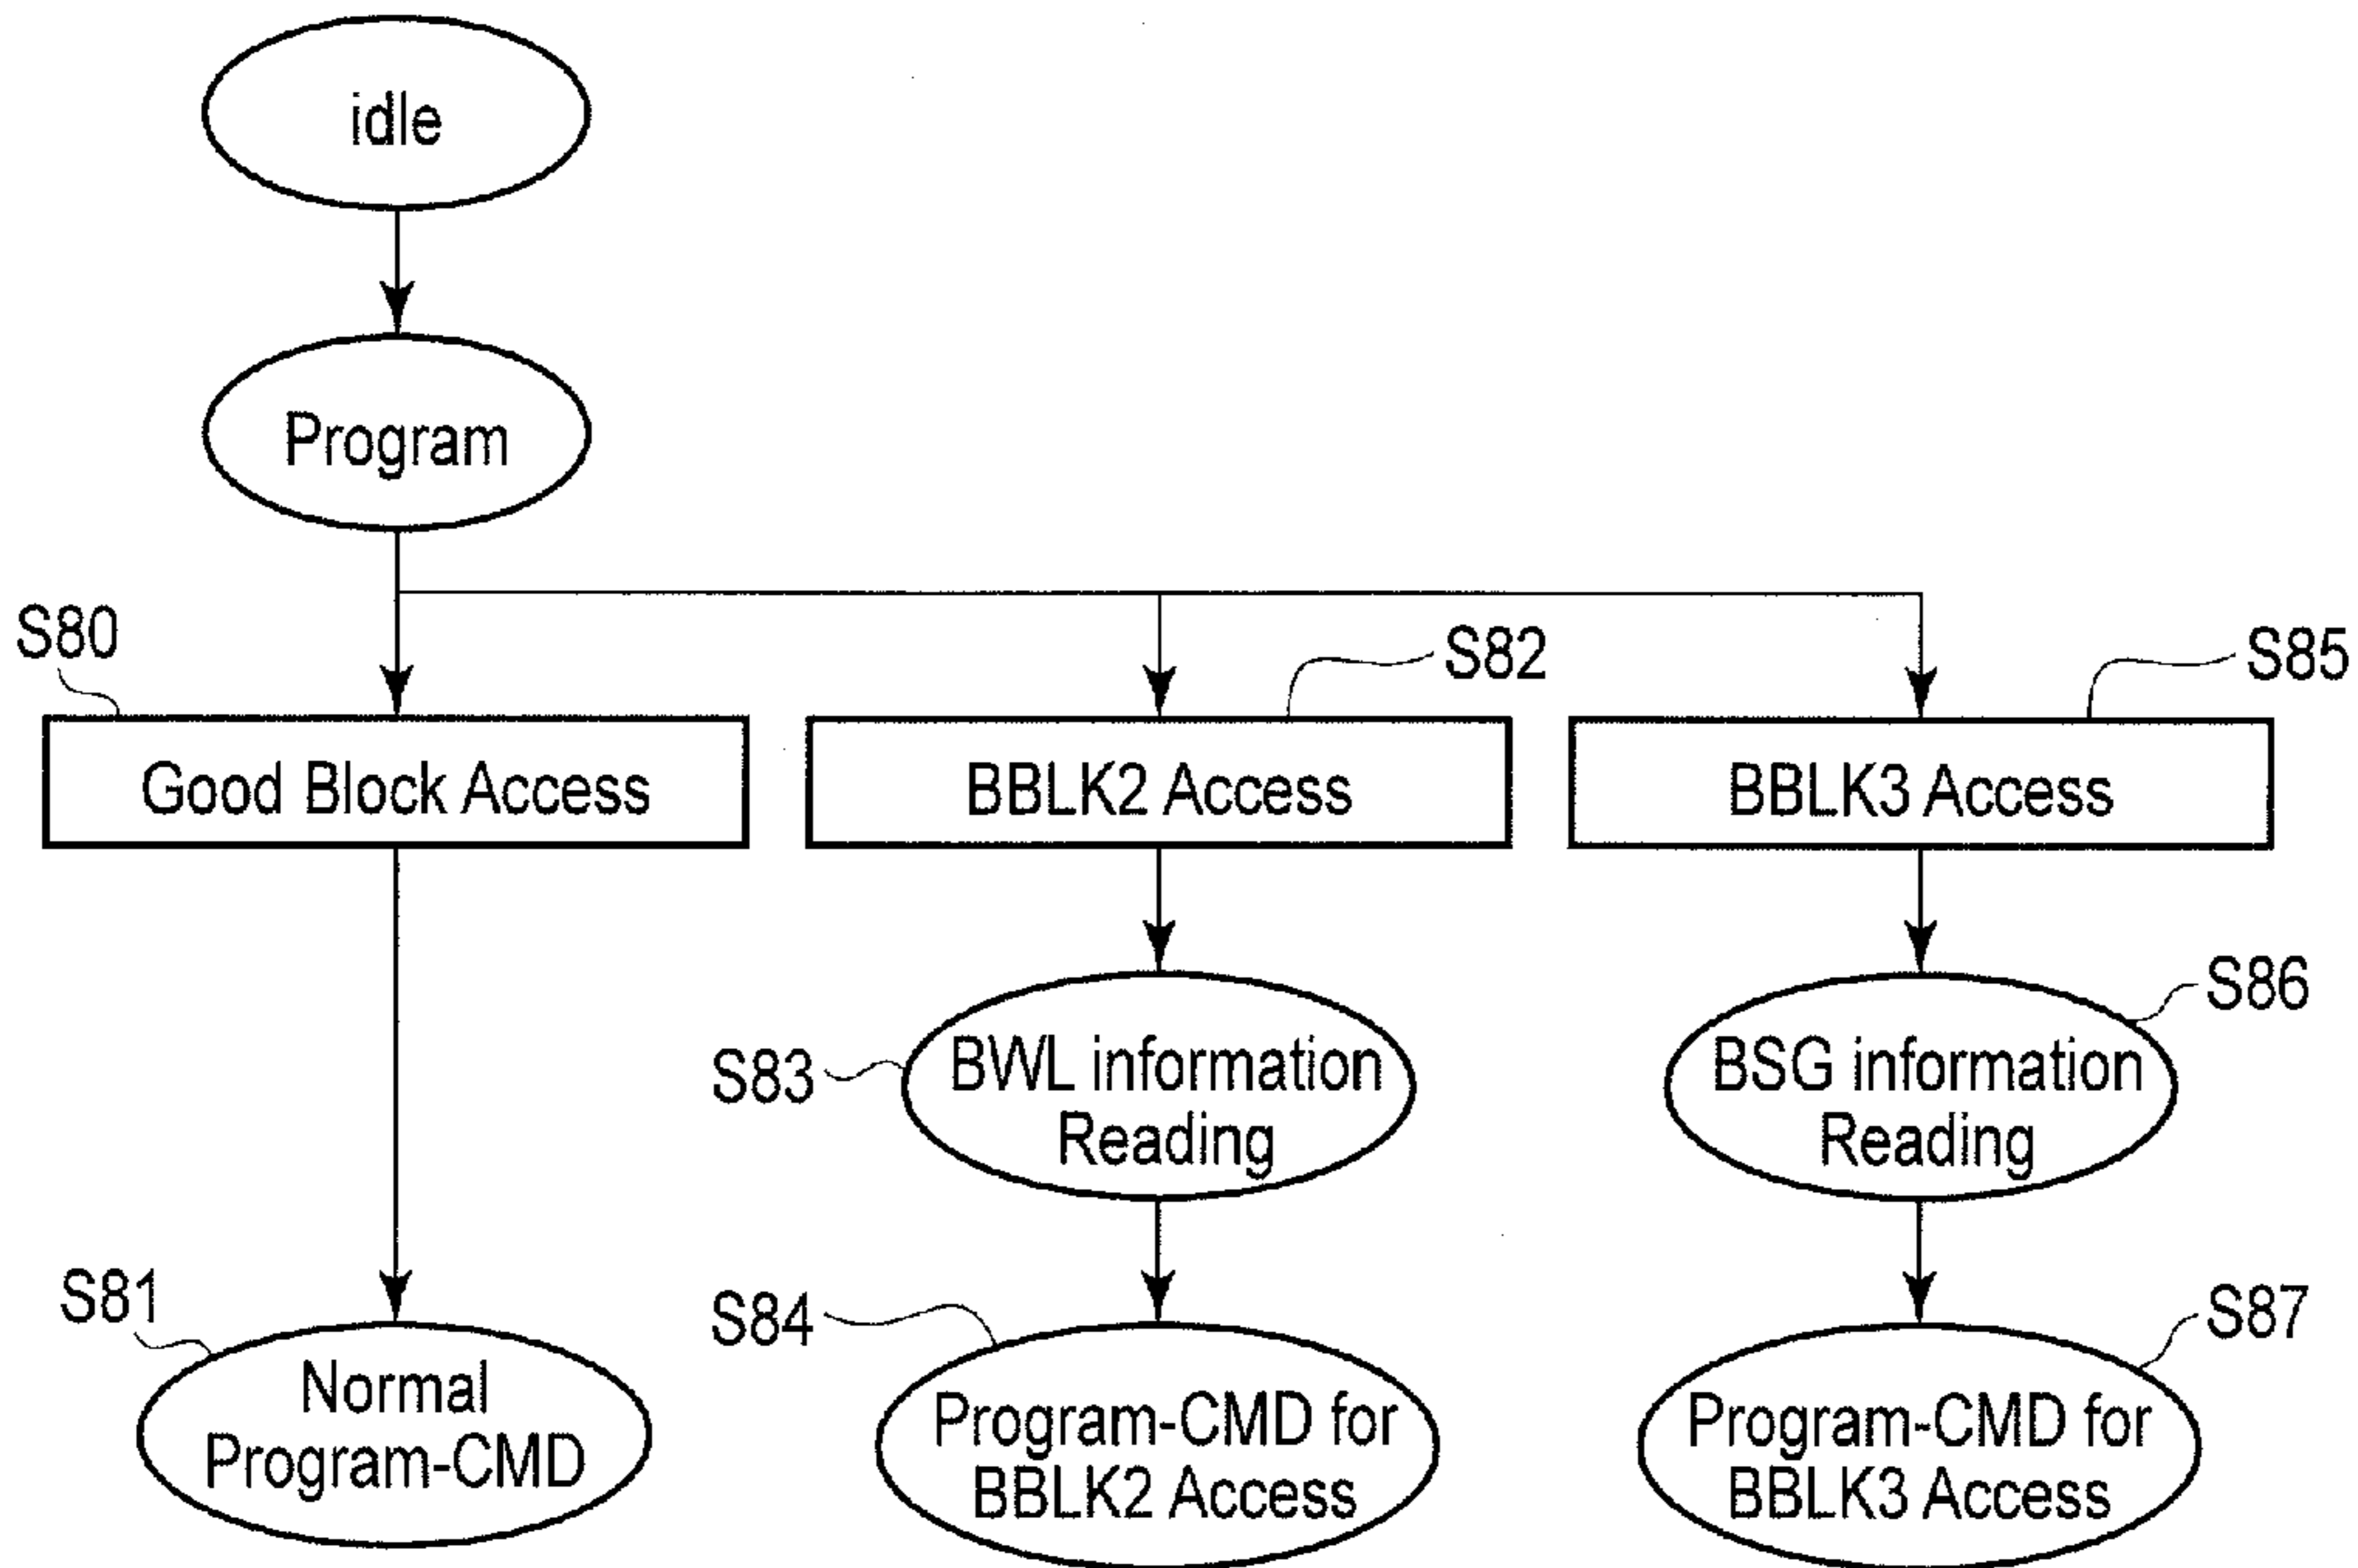 idle
Program
S80
S82
S85
Good Block Access
BBLK2 Access
BBLK3 Access
S83
BWL information
Reading
S86
BSG information
Reading
S81
Normal
Program-CMD
S84
Program-CMD for
BBLK2 Access
S87
Program-CMD for
BBLK3 Access